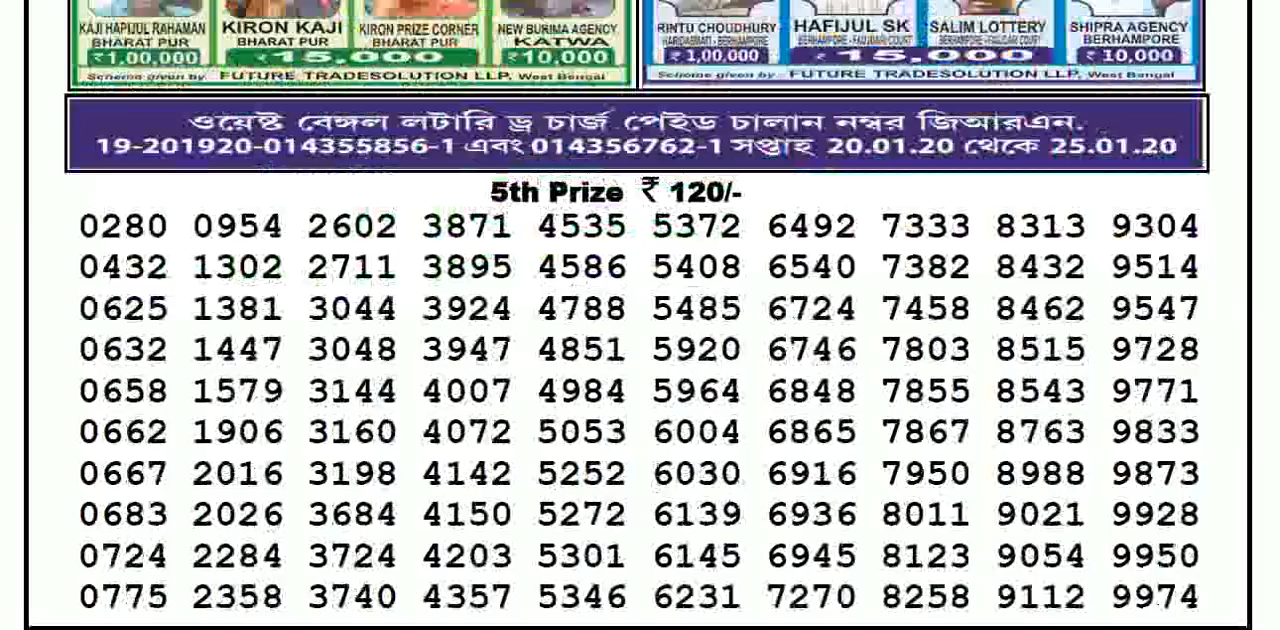 KAJI HAPIJUL RAHAMAN KIRON KAJI KIRON PRIZE CORNER NEW BURIMA AGENCY RINTU CHOUDHURY HAFIJUL SK SALIM LOTTERY SHIPRA AGENCY
BHARAT PUR BHARAT PUR BHARAT PUR KATWA BERHAMPORE
₹1,00,000 ₹15,000 ₹10,000 ₹1,00,000 ₹ 15,000 ₹ 10,000
Scheme given by FUTURE TRADESOLUTION LLP, West Bengal Scheme given by FUTURE TRADESOLUTION LLP, West Bengal
ওয়েষ্ট বেঙ্গল লটারি ড্র চার্জ পেইড চালান নম্বর জিআরএন.
19-201920-014355856-1 এবং 014356762-1 সপ্তাহ 20.01.20 থেকে 25.01.20
5th Prize ₹ 120/-
0280 0954 2602 3871 4535 5372 6492 7333 8313 9304
0432 1302 2711 3895 4586 5408 6540 7382 8432 9514
0625 1381 3044 3924 4788 5485 6724 7458 8462 9547
0632 1447 3048 3947 4851 5920 6746 7803 8515 9728
0658 1579 3144 4007 4984 5964 6848 7855 8543 9771
0662 1906 3160 4072 5053 6004 6865 7867 8763 9833
0667 2016 3198 4142 5252 6030 6916 7950 8988 9873
0683 2026 3684 4150 5272 6139 6936 8011 9021 9928
0724 2284 3724 4203 5301 6145 6945 8123 9054 9950
0775 2358 3740 4357 5346 6231 7270 8258 9112 9974